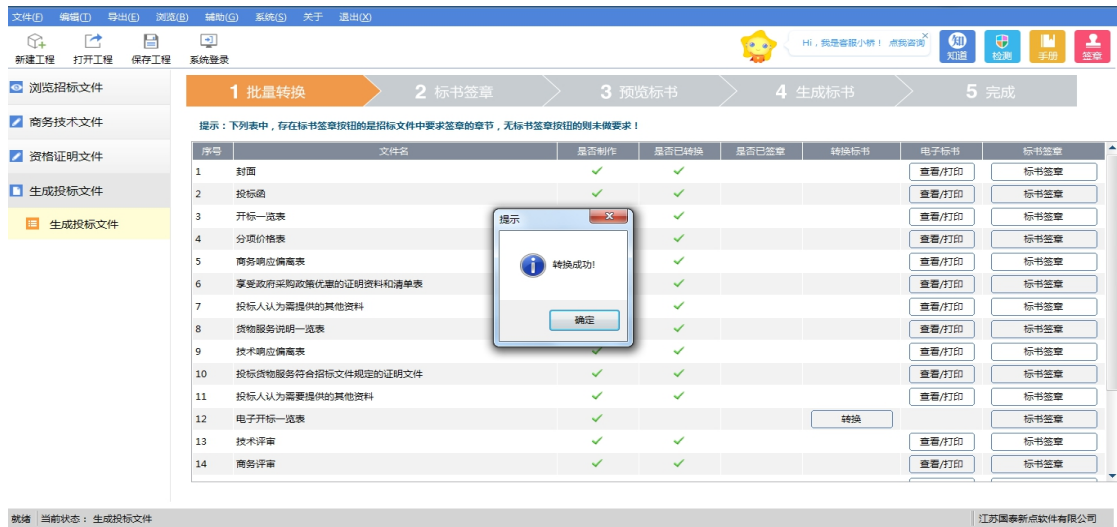 文件(F) 编辑(T) 导出(E) 浏览(B) 辅助(G) 系统(S) 关于 退出(X)
新建工程 打开工程 保存工程 系统登录
Hi，我是客服小桥！ 点我咨询
知
知道 检测 手册 签章
浏览招标文件
商务技术文件
资格证明文件
生成投标文件
生成投标文件
1 批量转换 2 标书签章 3 预览标书 4 生成标书 5 完成
提示：下列表中，存在标书签章按钮的是招标文件中要求签章的章节，无标书签章按钮的则未做要求！
序号 文件名 是否制作 是否已转换 是否已签章 转换标书 电子标书 标书签章
1 封面 查看/打印 标书签章
2 投标函 查看/打印 标书签章
3 开标一览表 查看/打印 标书签章
4 分项价格表 查看/打印 标书签章
5 商务响应偏离表 查看/打印 标书签章
6 享受政府采购政策优惠的证明资料和清单表 查看/打印 标书签章
7 投标人认为需提供的其他资料 查看/打印 标书签章
8 货物服务说明一览表 查看/打印 标书签章
9 技术响应偏离表 查看/打印 标书签章
10 投标货物服务符合招标文件规定的证明文件 查看/打印 标书签章
11 投标人认为需要提供的其他资料 查看/打印 标书签章
12 电子开标一览表 转换 标书签章
13 技术评审 查看/打印 标书签章
14 商务评审 查看/打印 标书签章
提示
转换成功!
确定
就绪 当前状态：生成投标文件 江苏国泰新点软件有限公司